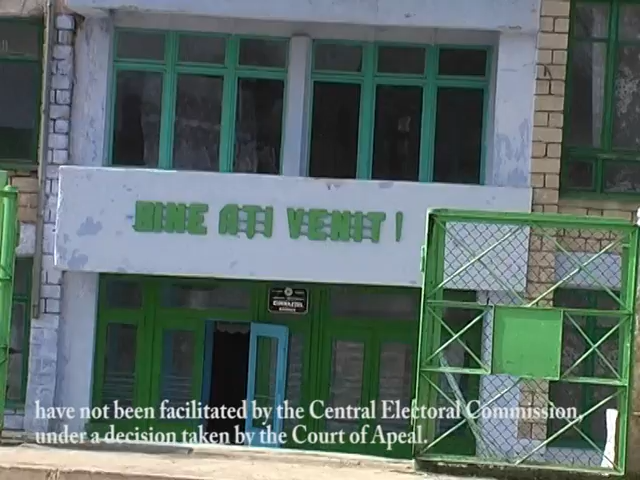 BINE AȚI VENIT!
GIMNAZIUL
have not been facilitated by the Central Electoral Commission,
under a decision taken by the Court of Apeal.